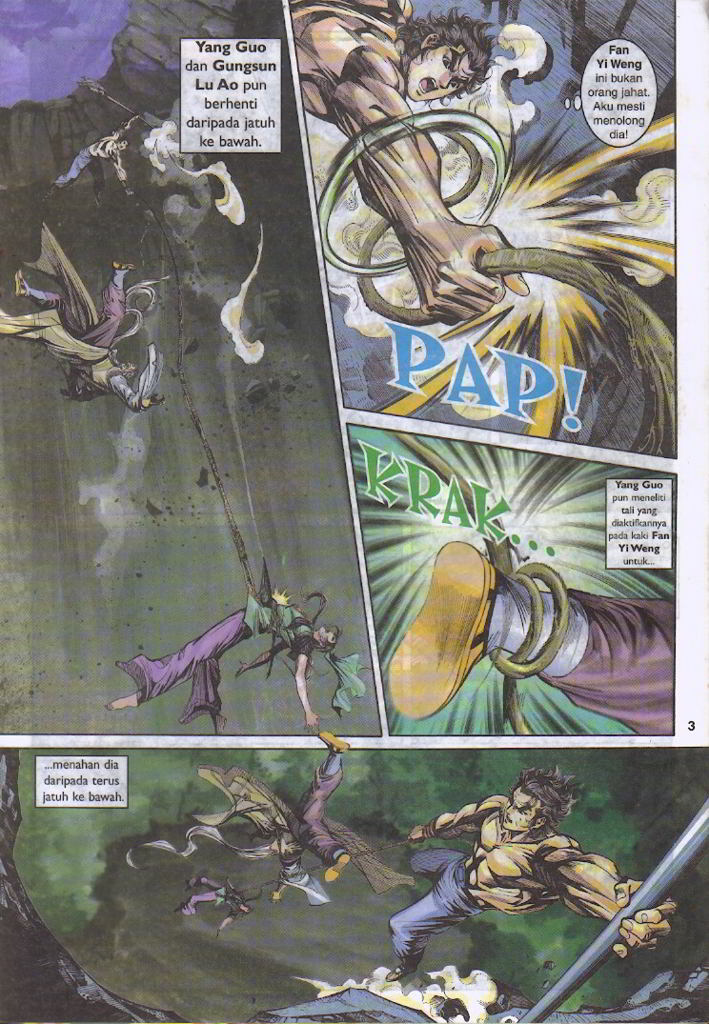 Yang Guo
dan Gungsun
Lu Ao pun
berhenti
daripada jatuh
ke bawah.
Fan
Yi Weng
ini bukan
orang jahat.
Aku mesti
menolong
dia!
PAP!
KRAK...
Yang Guo
pun meneliti
tali yang
diaktifkannya
pada kaki Fan
Yi Weng
untuk...
3
...menahan dia
daripada terus
jatuh ke bawah.